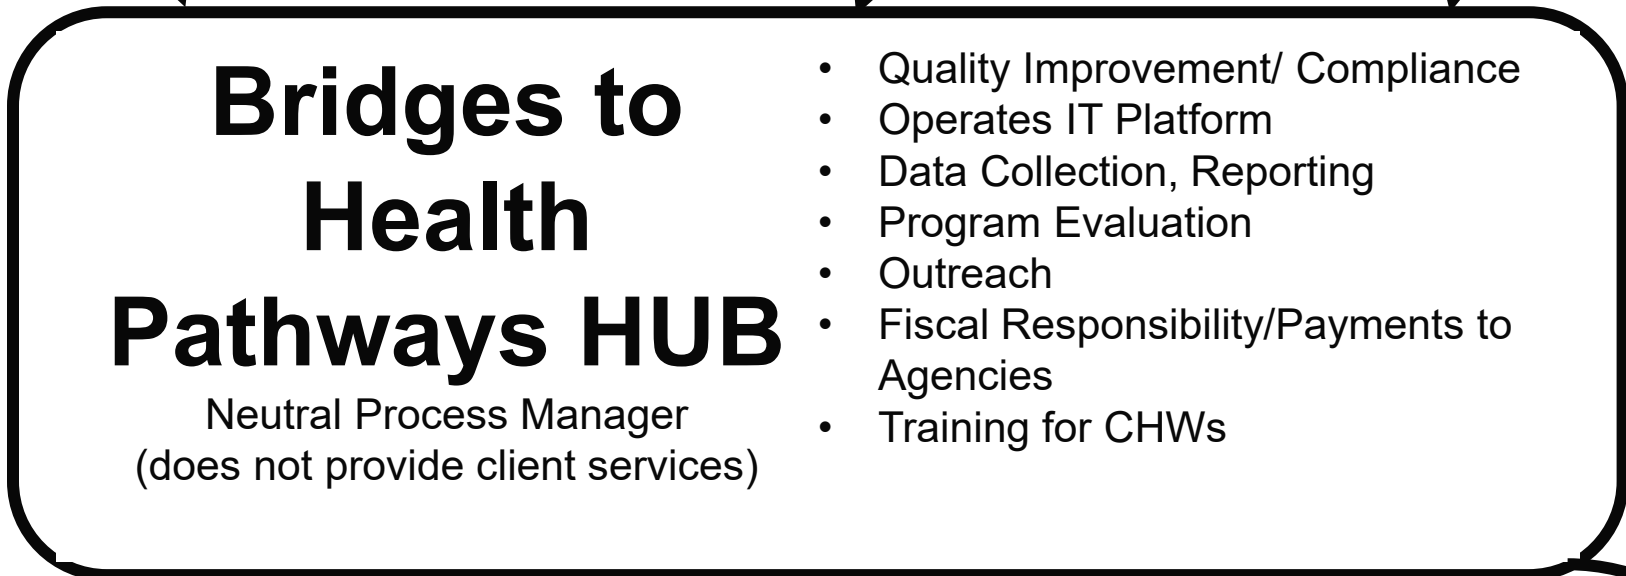 Bridges to
Health
Pathways HUB
Neutral Process Manager
(does not provide client services)
• Quality Improvement/ Compliance
• Operates IT Platform
• Data Collection, Reporting
• Program Evaluation
• Outreach
• Fiscal Responsibility/Payments to
Agencies
• Training for CHWs